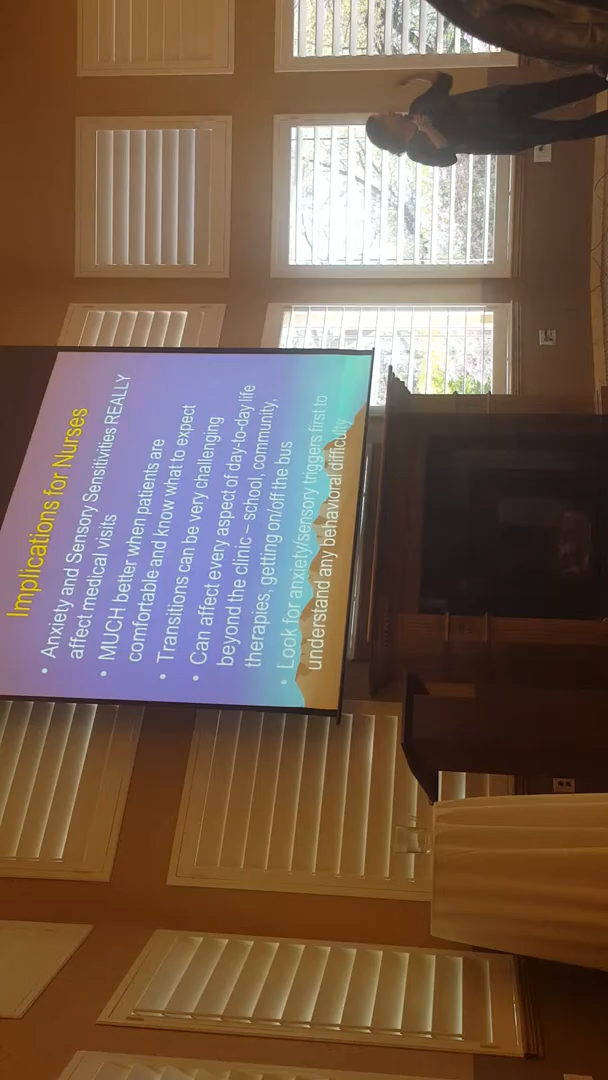 Implications for Nurses
• Anxiety and Sensory Sensitivities REALLY
affect medical visits
• MUCH better when patients are
comfortable and know what to expect
• Transitions can be very challenging
• Can affect every aspect of day-to-day life
beyond the clinic – school, community,
therapies, getting on/off the bus
• Look for anxiety/sensory triggers first to
understand any behavioral difficulty